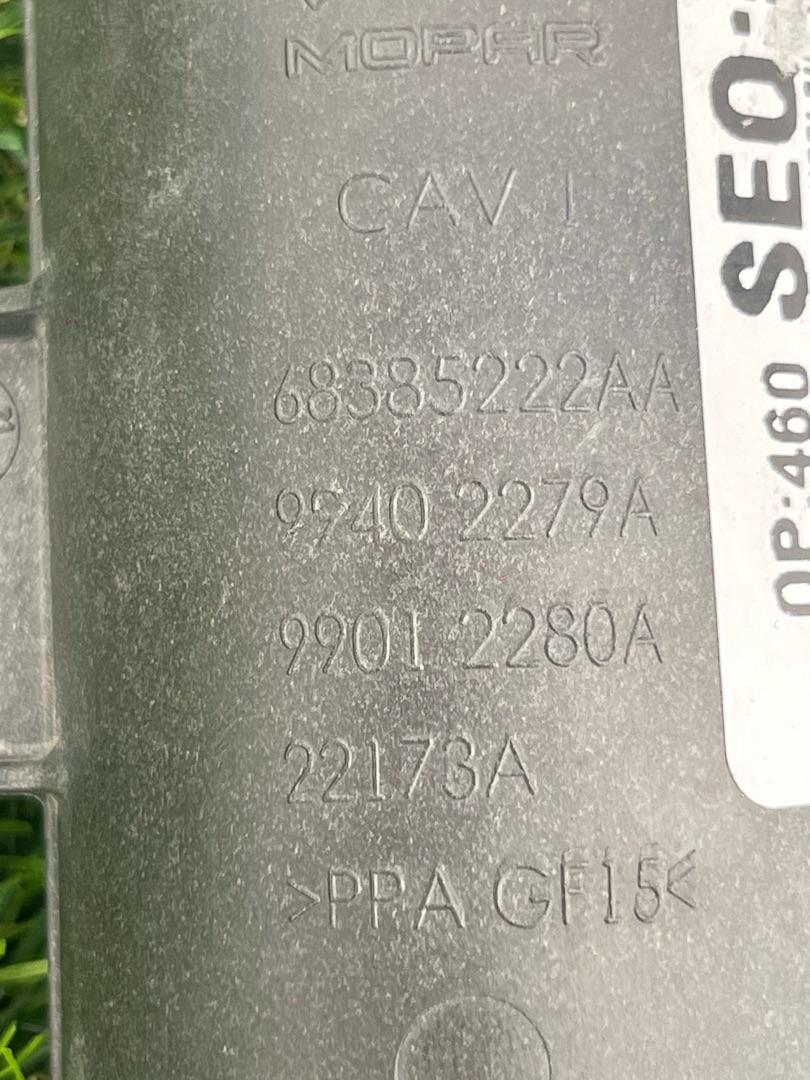 MOPAR
CAV 1
68385222AA
9940 2279A
9901 2280A
22173A
>PPA GF15<
SEQ:
OP:460